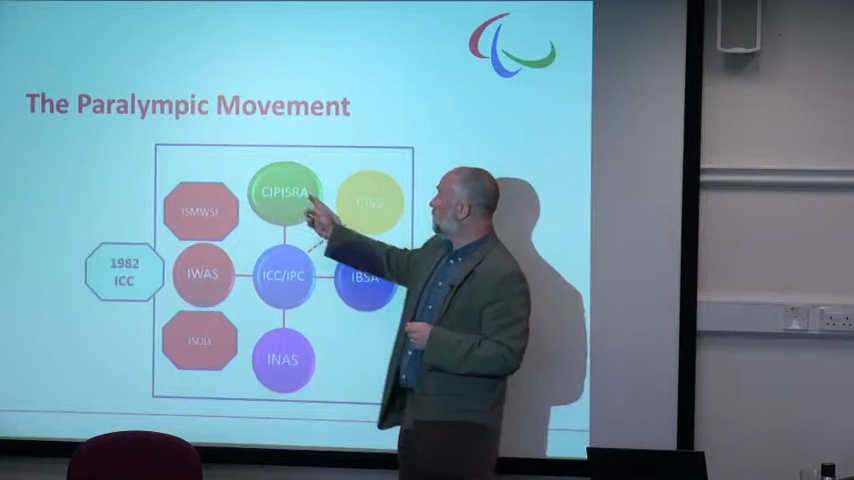 The Paralympic Movement
CIPISRA
CISS
ISMWSF
1982
ICC
IWAS
ICC/IPC
IBSA
ISOD
INAS